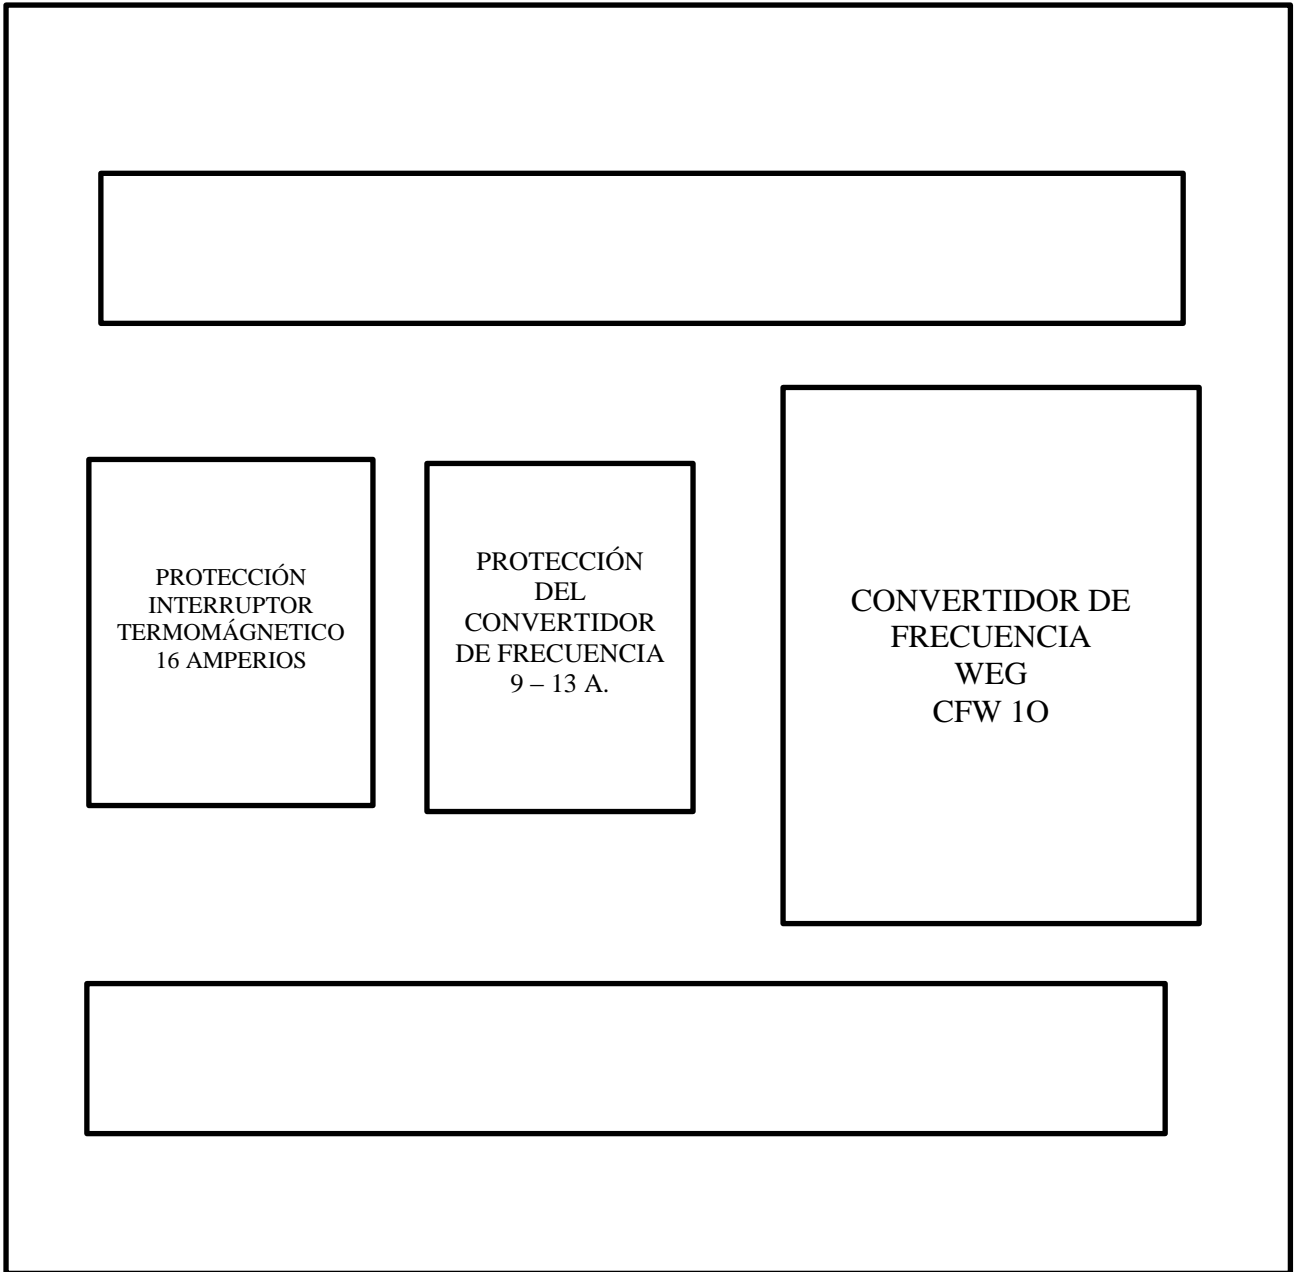 PROTECCIÓN
INTERRUPTOR
TERMOMÁGNETICO
16 AMPERIOS
PROTECCIÓN
DEL
CONVERTIDOR
DE FRECUENCIA
9 – 13 A.
CONVERTIDOR DE
FRECUENCIA
WEG
CFW 1O